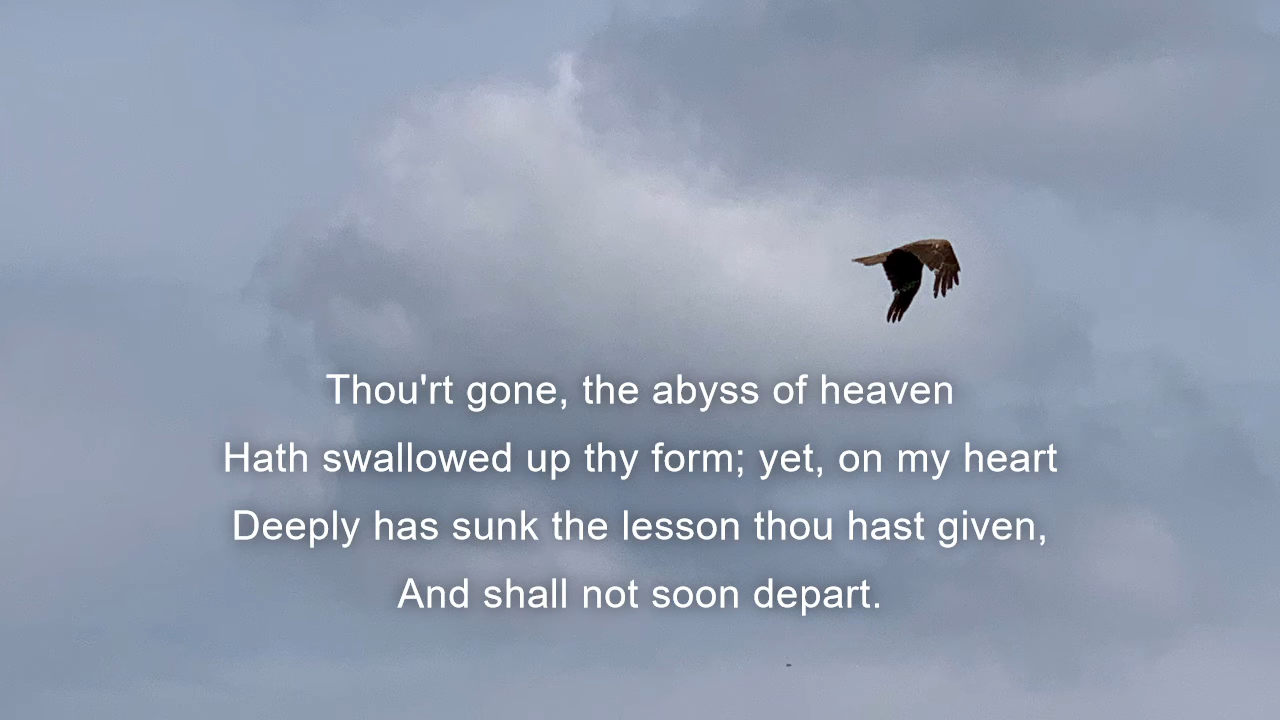 Thou'rt gone, the abyss of heaven
Hath swallowed up thy form; yet, on my heart
Deeply has sunk the lesson thou hast given,
And shall not soon depart.